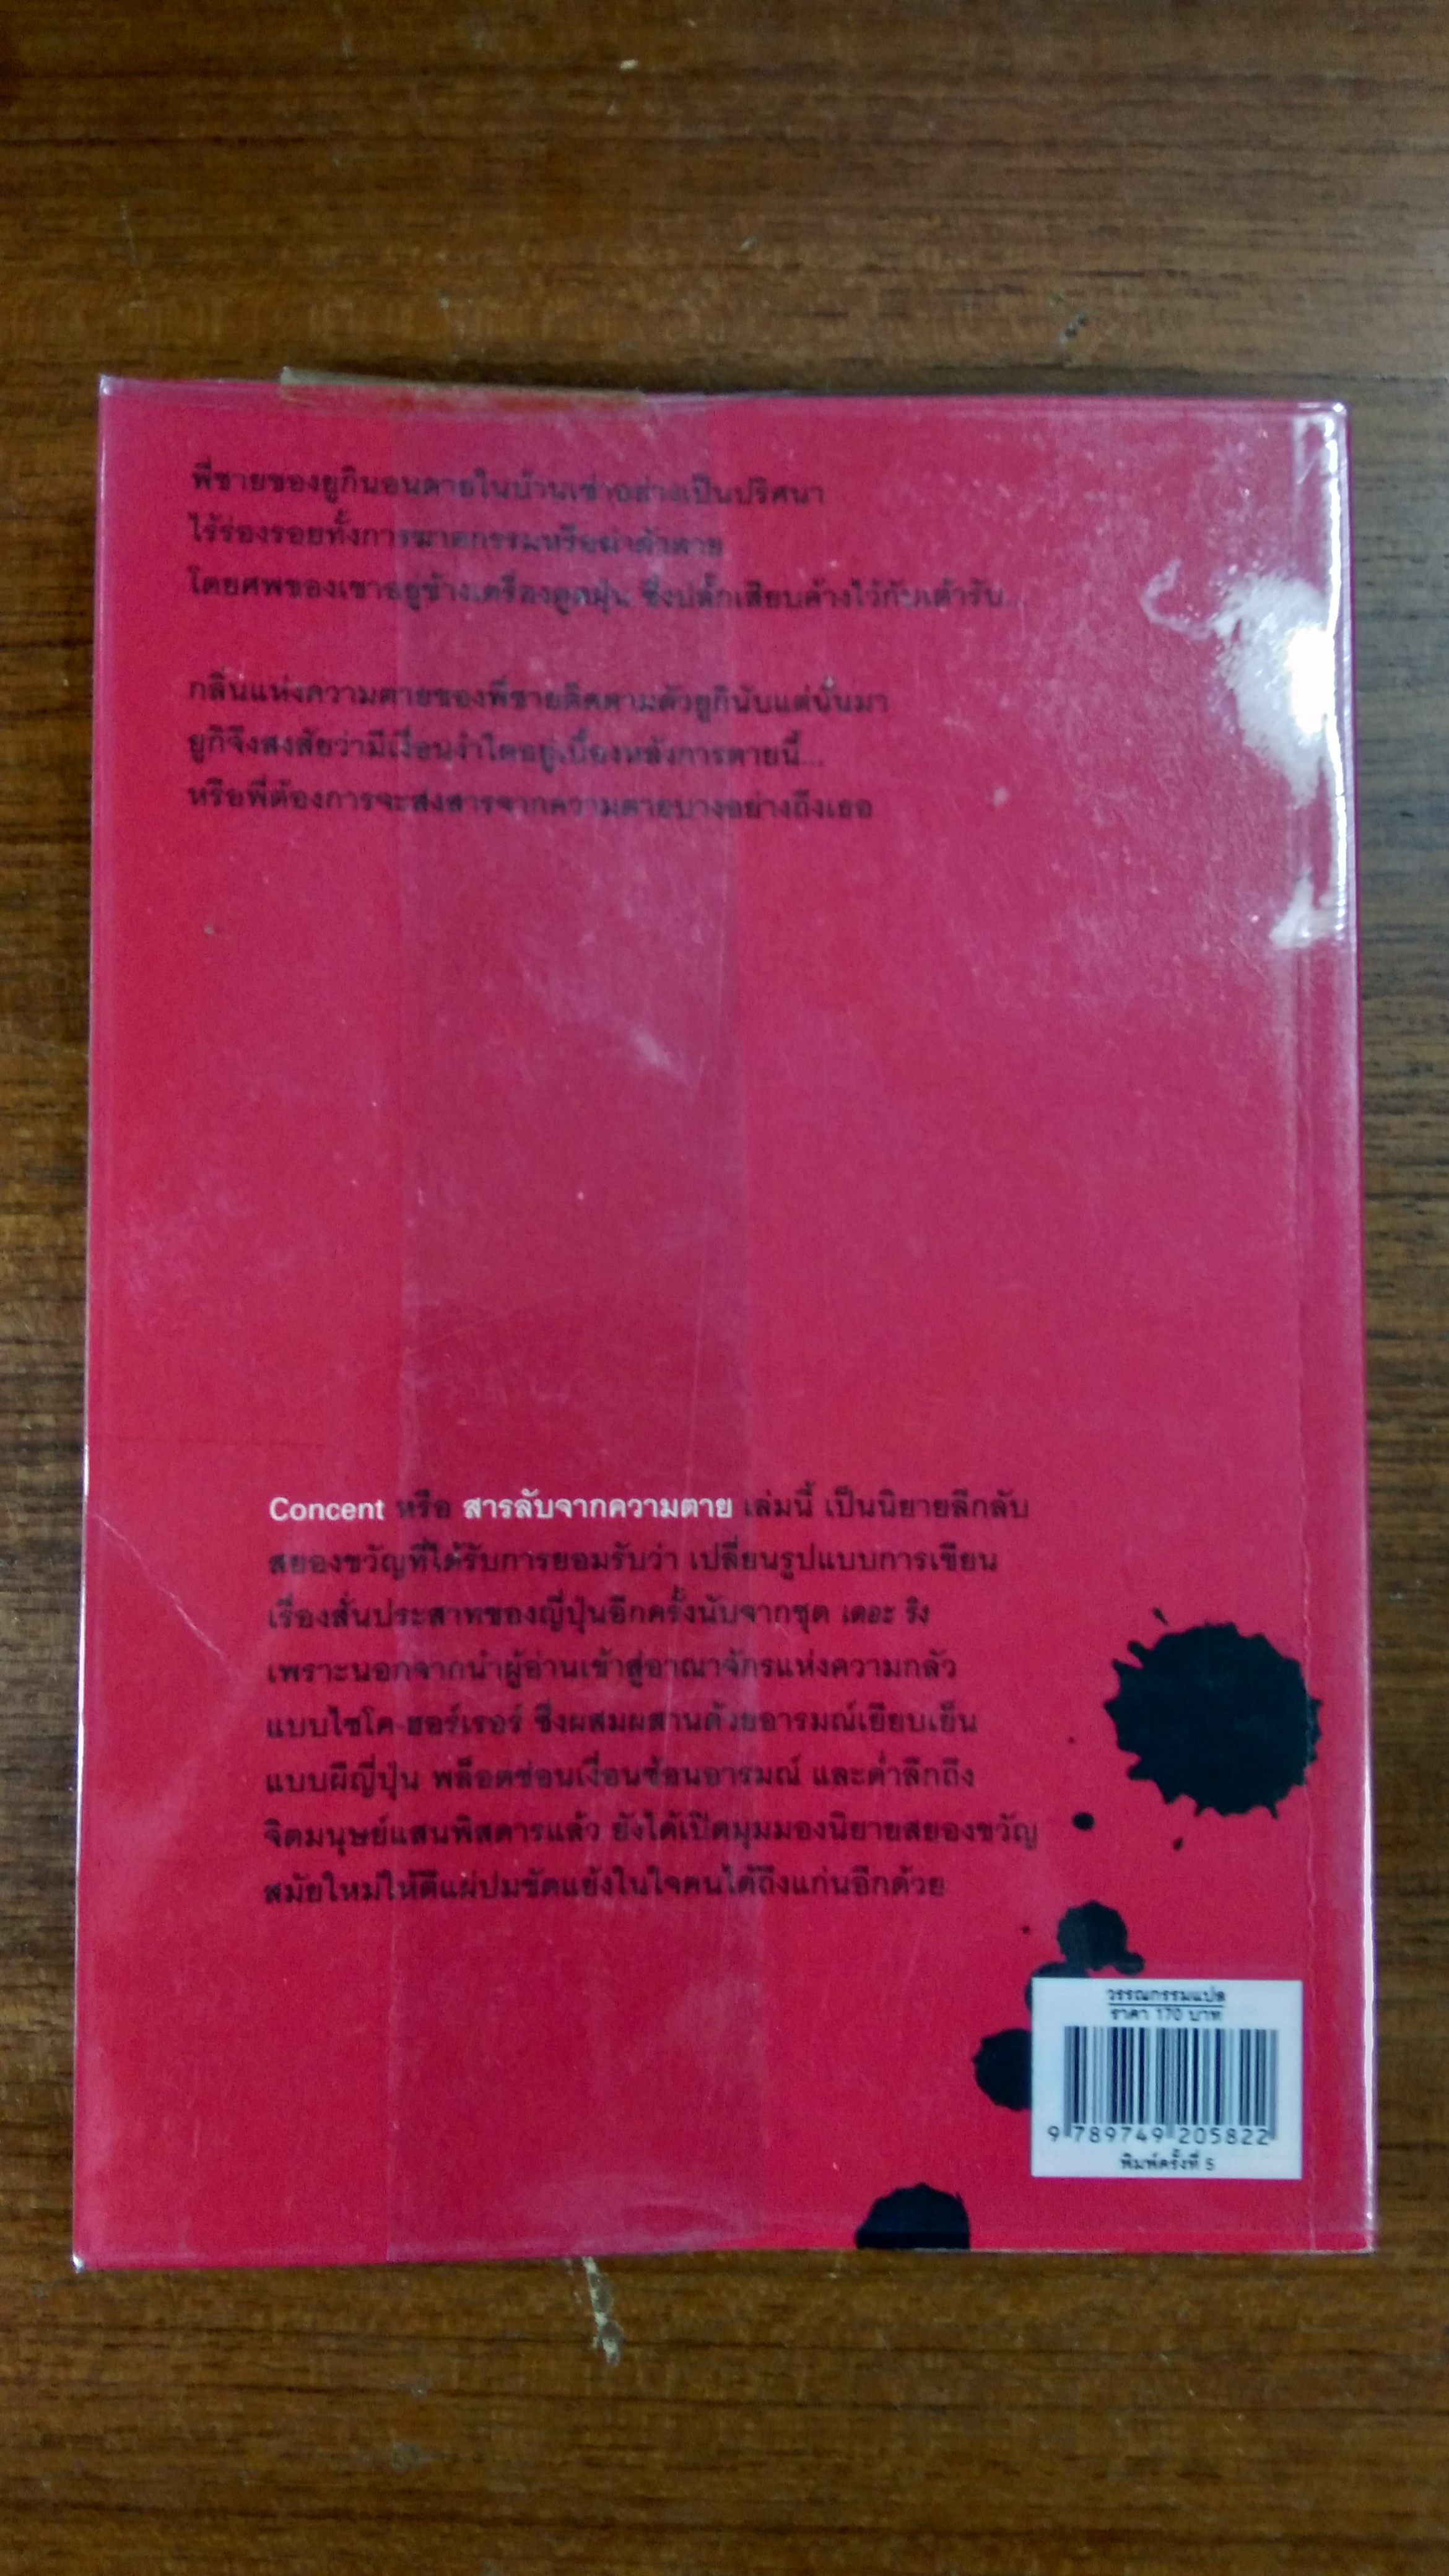 พี่ชายของยูกินอนตายในบ้านเช่าอย่างเป็นปริศนา
ไร้ร่องรอยทั้งการฆาตกรรมหรือฆ่าตัวตาย
โดยศพของเขาอยู่ข้างเครื่องดูดฝุ่น ซึ่งปลั๊กเสียบค้างไว้กับเต้ารับ...
กลิ่นแห่งความตายของพี่ชายติดตามตัวยูกินับแต่นั้นมา
ยูกิจึงสงสัยว่ามีเงื่อนงำใดอยู่เบื้องหลังการตายนี้...
หรือพี่ต้องการจะส่งสารจากความตายบางอย่างถึงเธอ
Concent หรือ สารลับจากความตาย เล่มนี้ เป็นนิยายลึกลับ
สยองขวัญที่ได้รับการยอมรับว่า เปลี่ยนรูปแบบการเขียน
เรื่องสั่นประสาทของญี่ปุ่นอีกครั้งนับจากชุด เดอะ ริง
เพราะนอกจากนำผู้อ่านเข้าสู่อาณาจักรแห่งความกลัว
แบบไซโค-ฮอร์เรอร์ ซึ่งผสมผสานด้วยอารมณ์เยียบเย็น
แบบผีญี่ปุ่น พล็อตซ่อนเงื่อนซ้อนอารมณ์ และดำลึกถึง
จิตมนุษย์แสนพิสดารแล้ว ยังได้เปิดมุมมองนิยายสยองขวัญ
สมัยใหม่ให้ตีแผ่ปมขัดแย้งในใจคนได้ถึงแก่นอีกด้วย
วรรณกรรมแปล
ราคา 170 บาท
9 789749 205822
พิมพ์ครั้งที่ 5